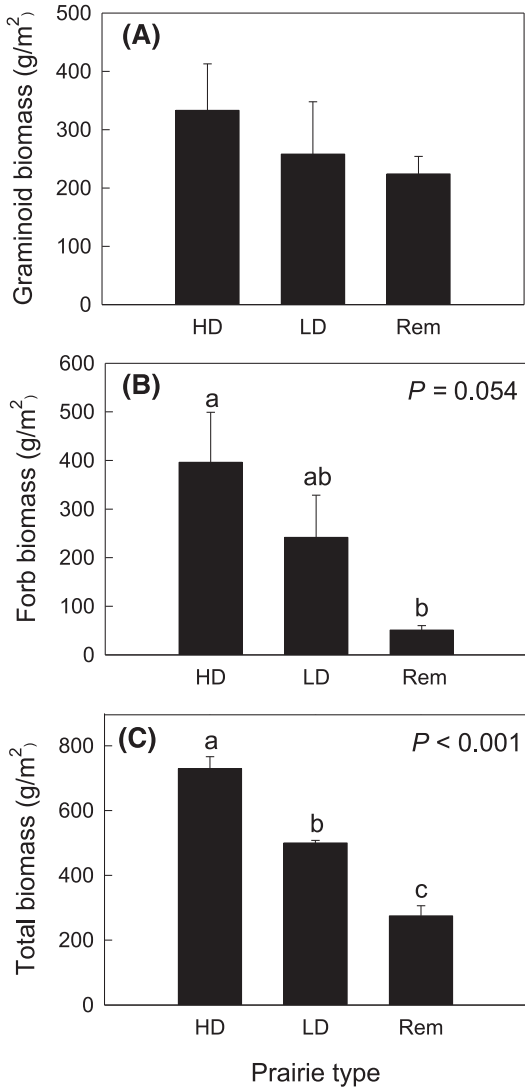 (A)
Graminoid biomass (g/m²)
500
400
300
200
100
0
HD LD Rem
(B)
P = 0.054
Forb biomass (g/m²)
600
500
400
300
200
100
0
a
ab
b
HD LD Rem
(C)
P < 0.001
Total biomass (g/m²)
800
600
400
200
0
a
b
c
HD LD Rem
Prairie type